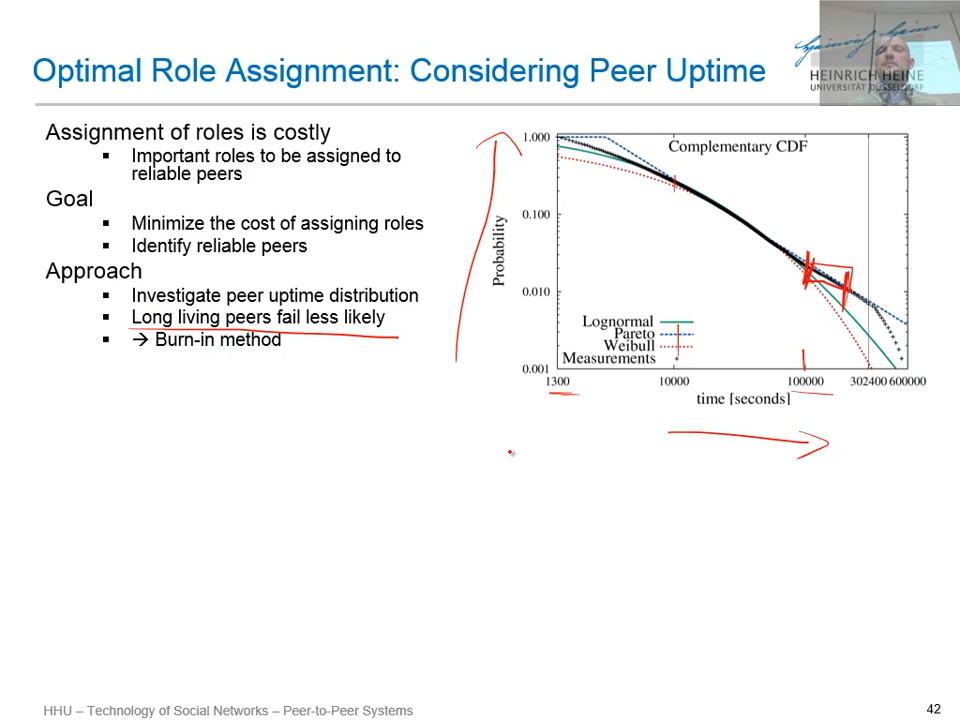 Optimal Role Assignment: Considering Peer Uptime
Heinrich Heine
HEINRICH HEINE
UNIVERSITÄT DÜSSELDORF
Assignment of roles is costly
▪ Important roles to be assigned to
reliable peers
Goal
▪ Minimize the cost of assigning roles
▪ Identify reliable peers
Approach
▪ Investigate peer uptime distribution
▪ Long living peers fail less likely
▪ → Burn-in method
Complementary CDF
Probability
1.000
0.100
0.010
0.001
Lognormal
Pareto
Weibull
Measurements
1300 10000 100000 302400 600000
time [seconds]
HHU – Technology of Social Networks – Peer-to-Peer Systems
42